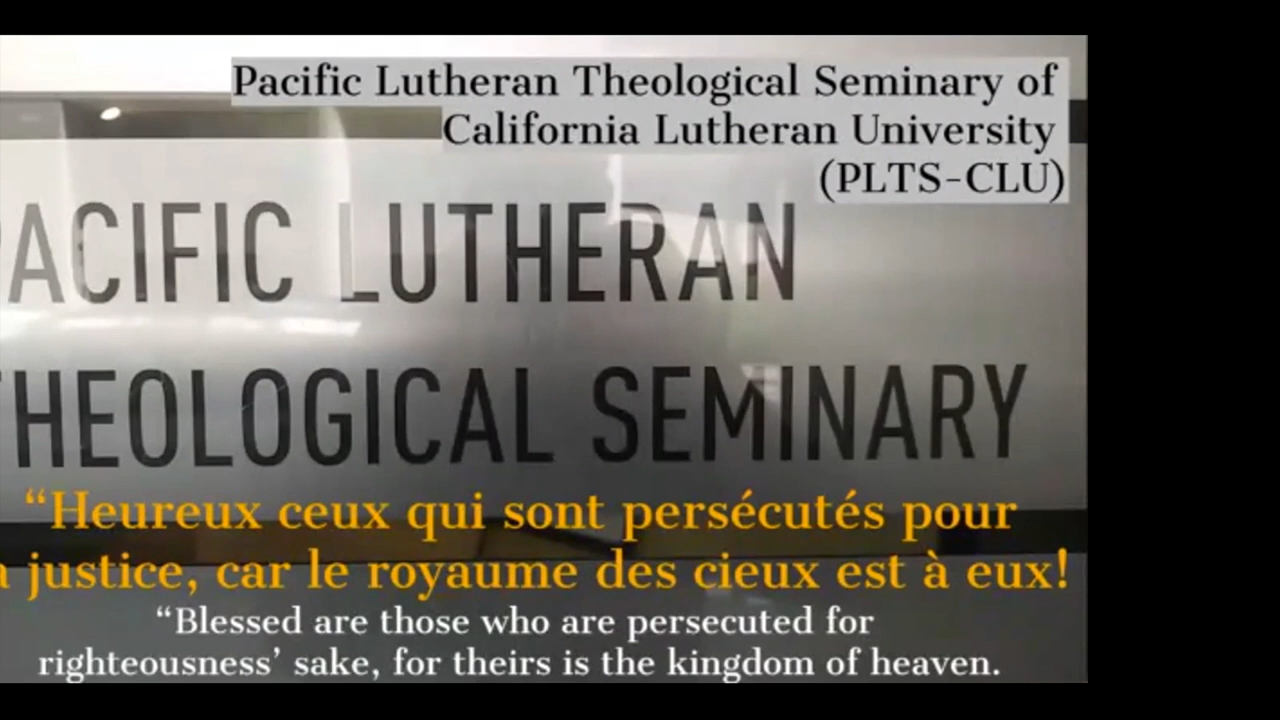 Pacific Lutheran Theological Seminary of
California Lutheran University
(PLTS-CLU)
PACIFIC LUTHERAN
THEOLOGICAL SEMINARY
“Heureux ceux qui sont persécutés pour
justice, car le royaume des cieux est à eux!
“Blessed are those who are persecuted for
righteousness’ sake, for theirs is the kingdom of heaven.